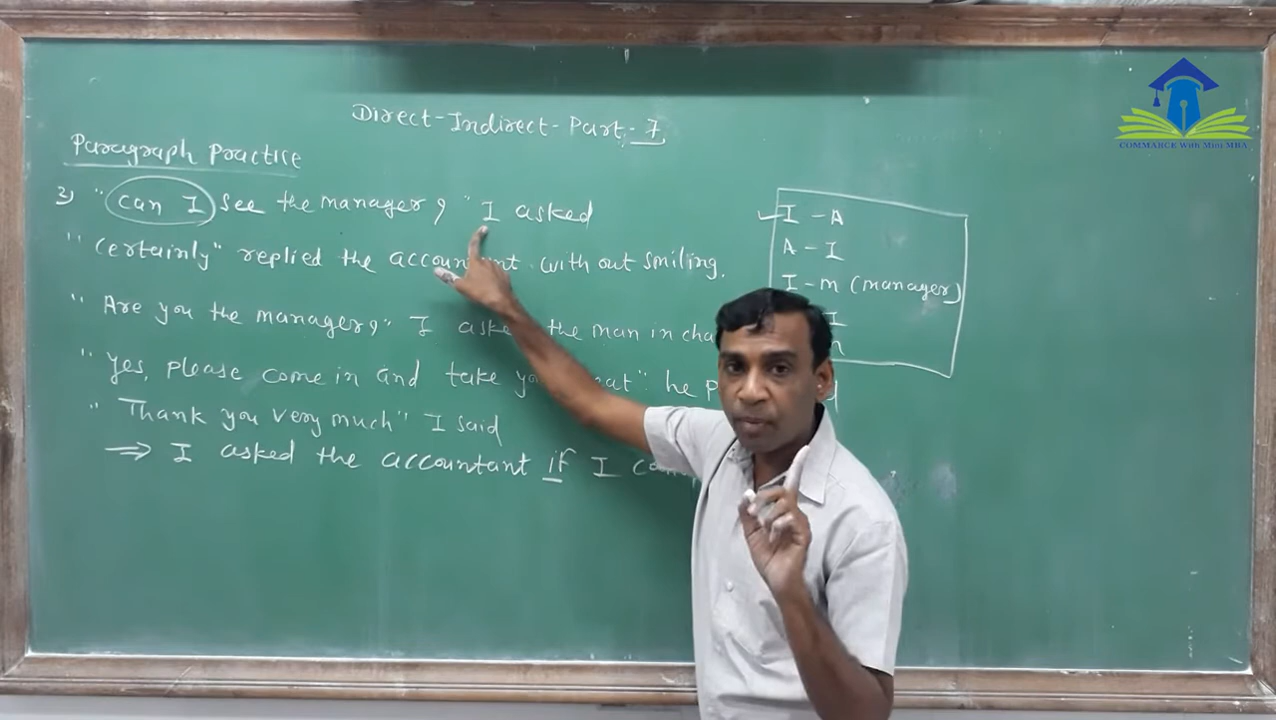 Direct-Indirect-Part-7
Paragraph Practice
3) "Can I see the manager?" I asked
"Certainly" replied the accountant without smiling.
"Are you the manager?" I asked the man in
"Yes, please come in and take a seat" he
"Thank you very much" I said
⇒ I asked the accountant if I
I - A
A - I
I - m (manager)
I
COMMERCE With Mini MBA